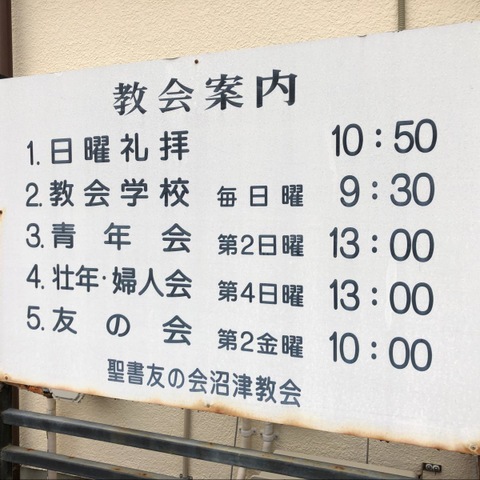 教会案内
1. 日曜礼拝 10:50
2. 教会学校 毎日曜 9:30
3. 青年会 第2日曜 13:00
4. 壮年·婦人会 第4日曜 13:00
5. 友の会 第2金曜 10:00
聖書友の会沼津教会